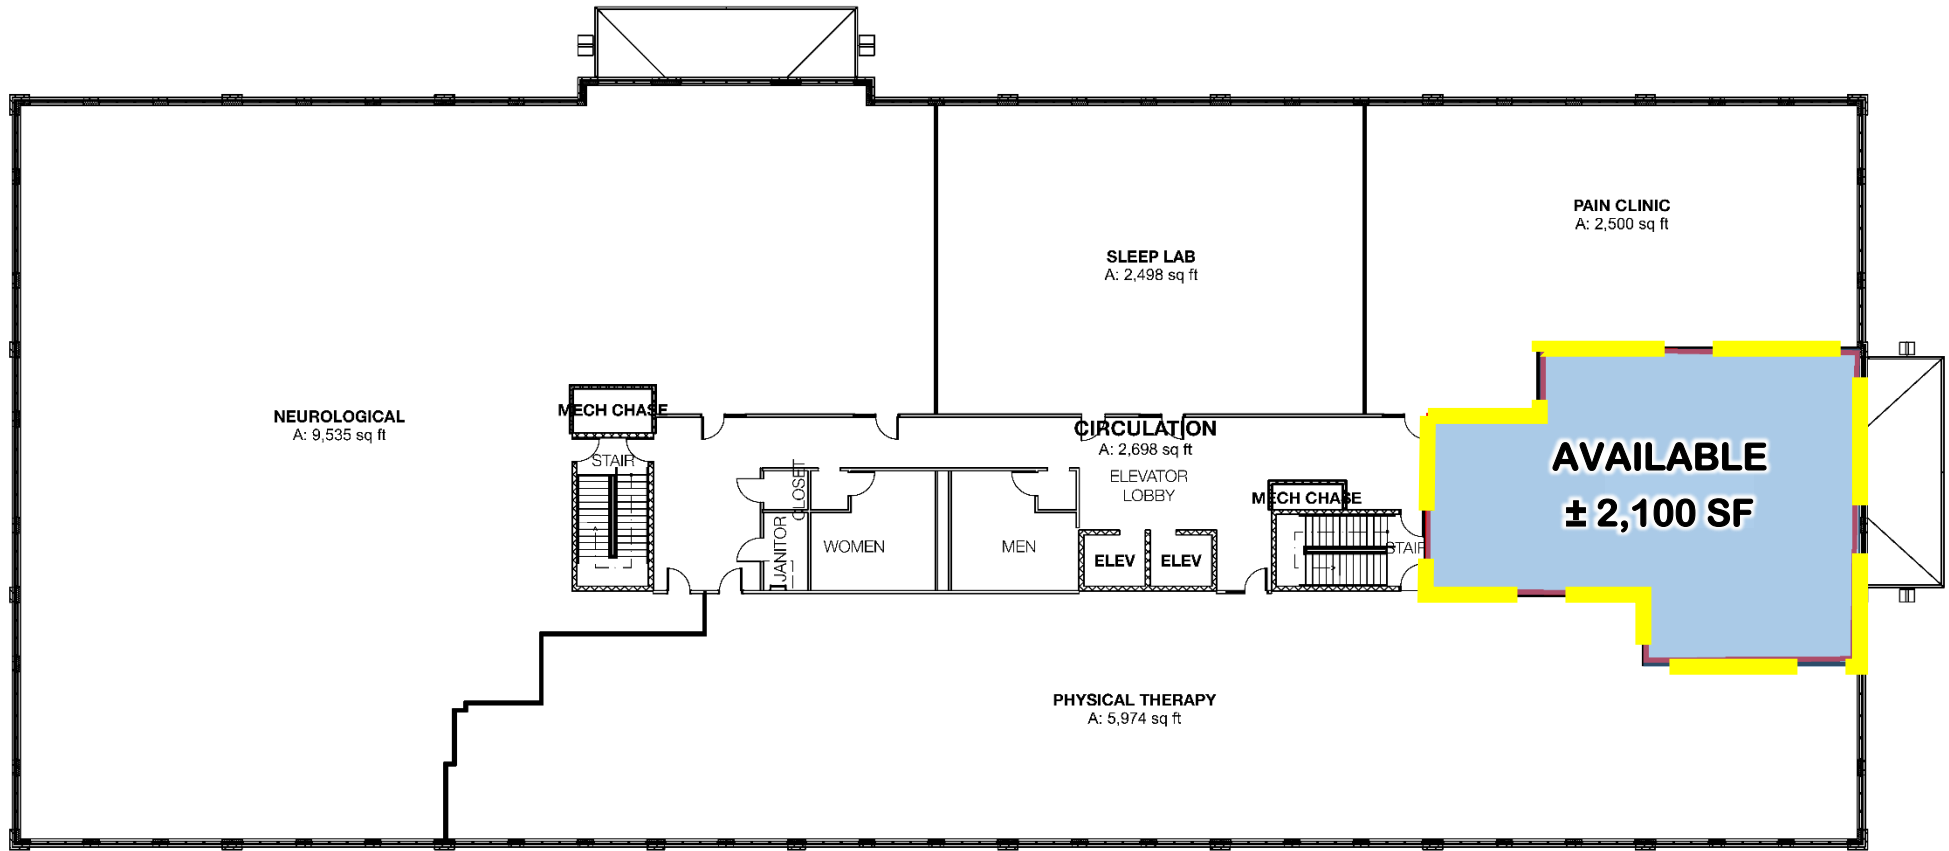 PAIN CLINIC
A: 2,500 sq ft
SLEEP LAB
A: 2,498 sq ft
NEUROLOGICAL
A: 9,535 sq ft
MECH CHASE
STAIR
CIRCULATION
A: 2,698 sq ft
ELEVATOR
LOBBY
CLOSET
JANITOR
WOMEN
MEN
ELEV
ELEV
MECH CHASE
STAIR
AVAILABLE
± 2,100 SF
PHYSICAL THERAPY
A: 5,974 sq ft